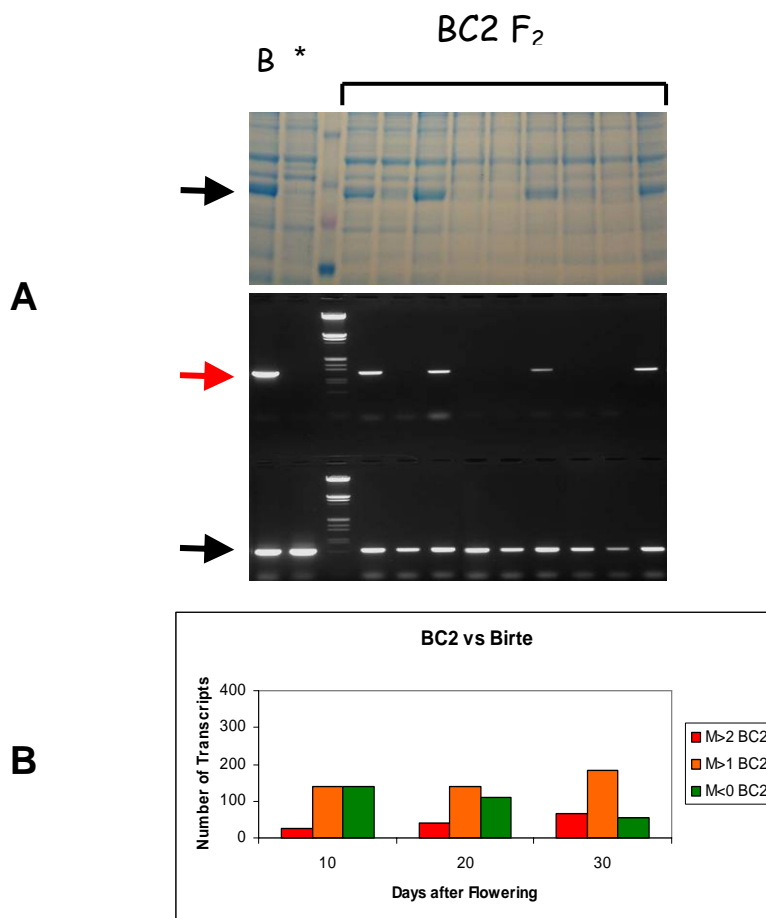 BC2 F₂
B *
A
B
BC2 vs Birte
Number of Transcripts
400
300
200
100
0
10 20 30
Days after Flowering
M>2 BC2
M>1 BC2
M<0 BC2